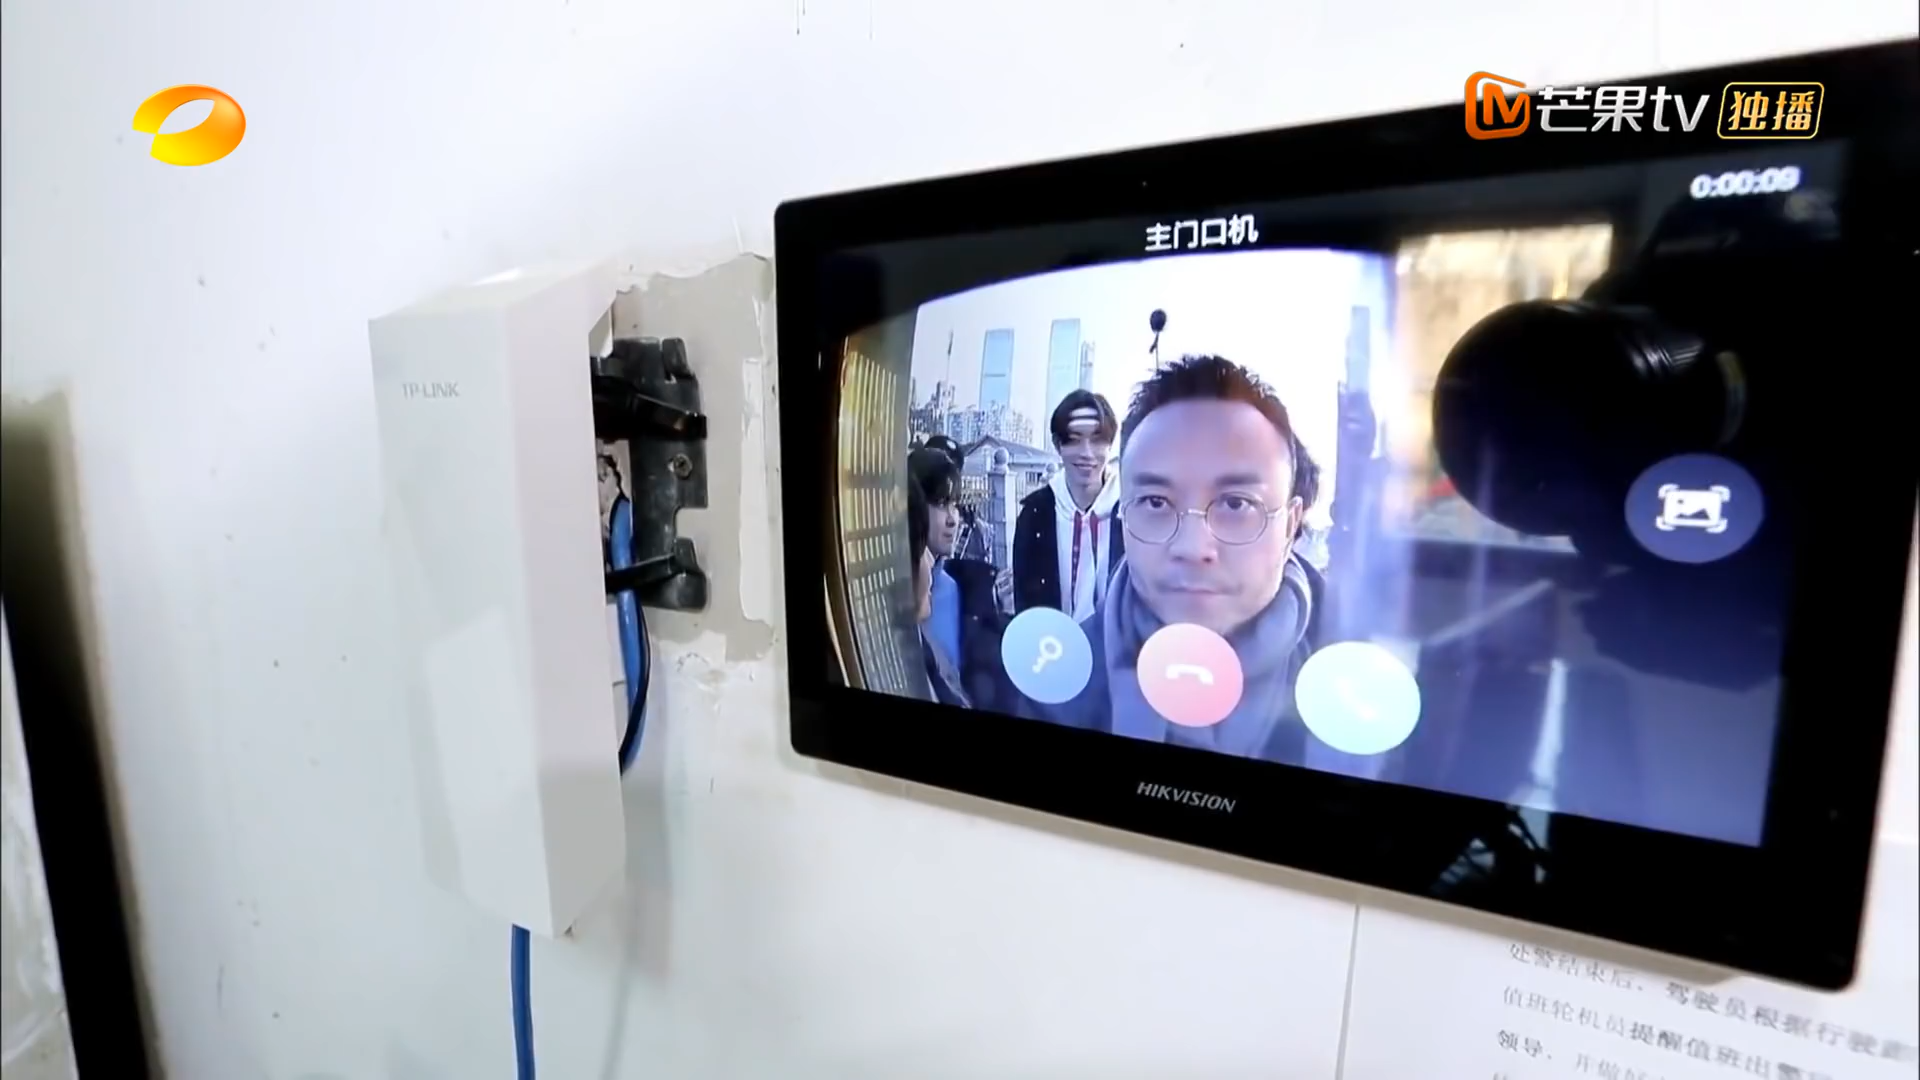 芒果tv 独播
0:00:09
主门口机
TP-LINK
HIKVISION
处警结束后，驾驶员根据行驶
值班轮机员提醒值班出警
领导，